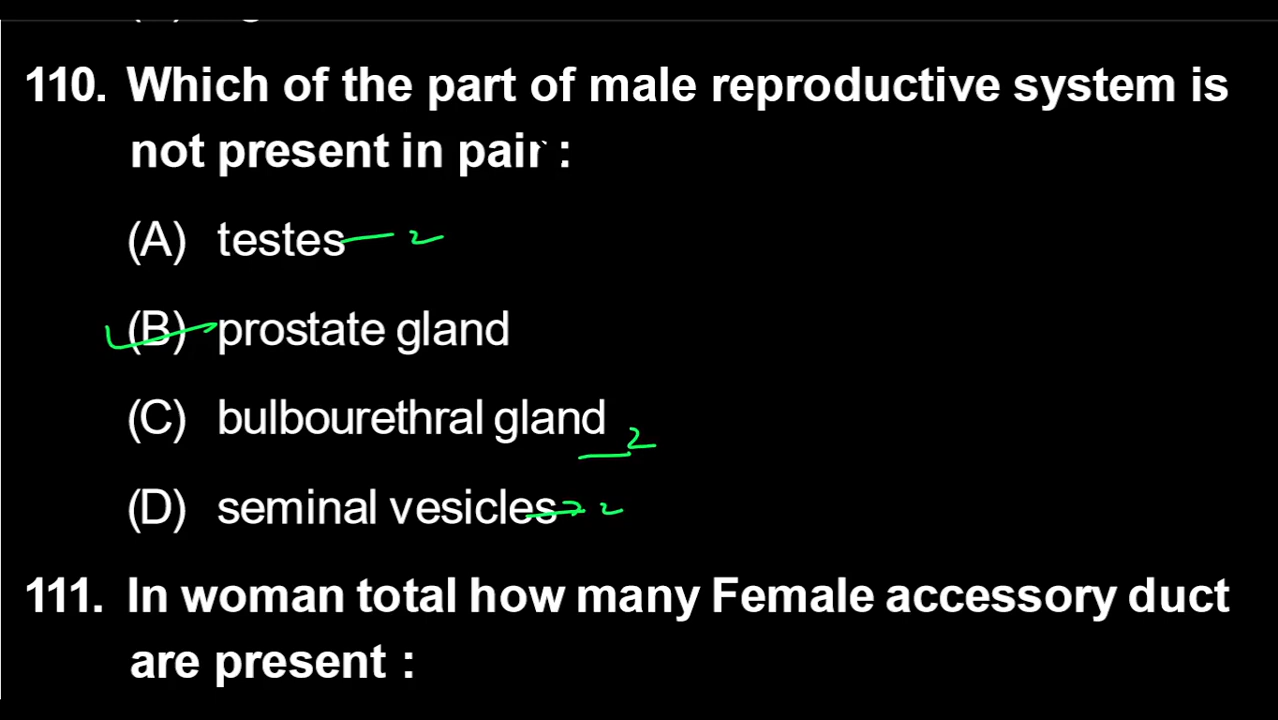 110. Which of the part of male reproductive system is
not present in pair :
(A) testes 2
(B) prostate gland
(C) bulbourethral gland 2
(D) seminal vesicles 2
111. In woman total how many Female accessory duct
are present :